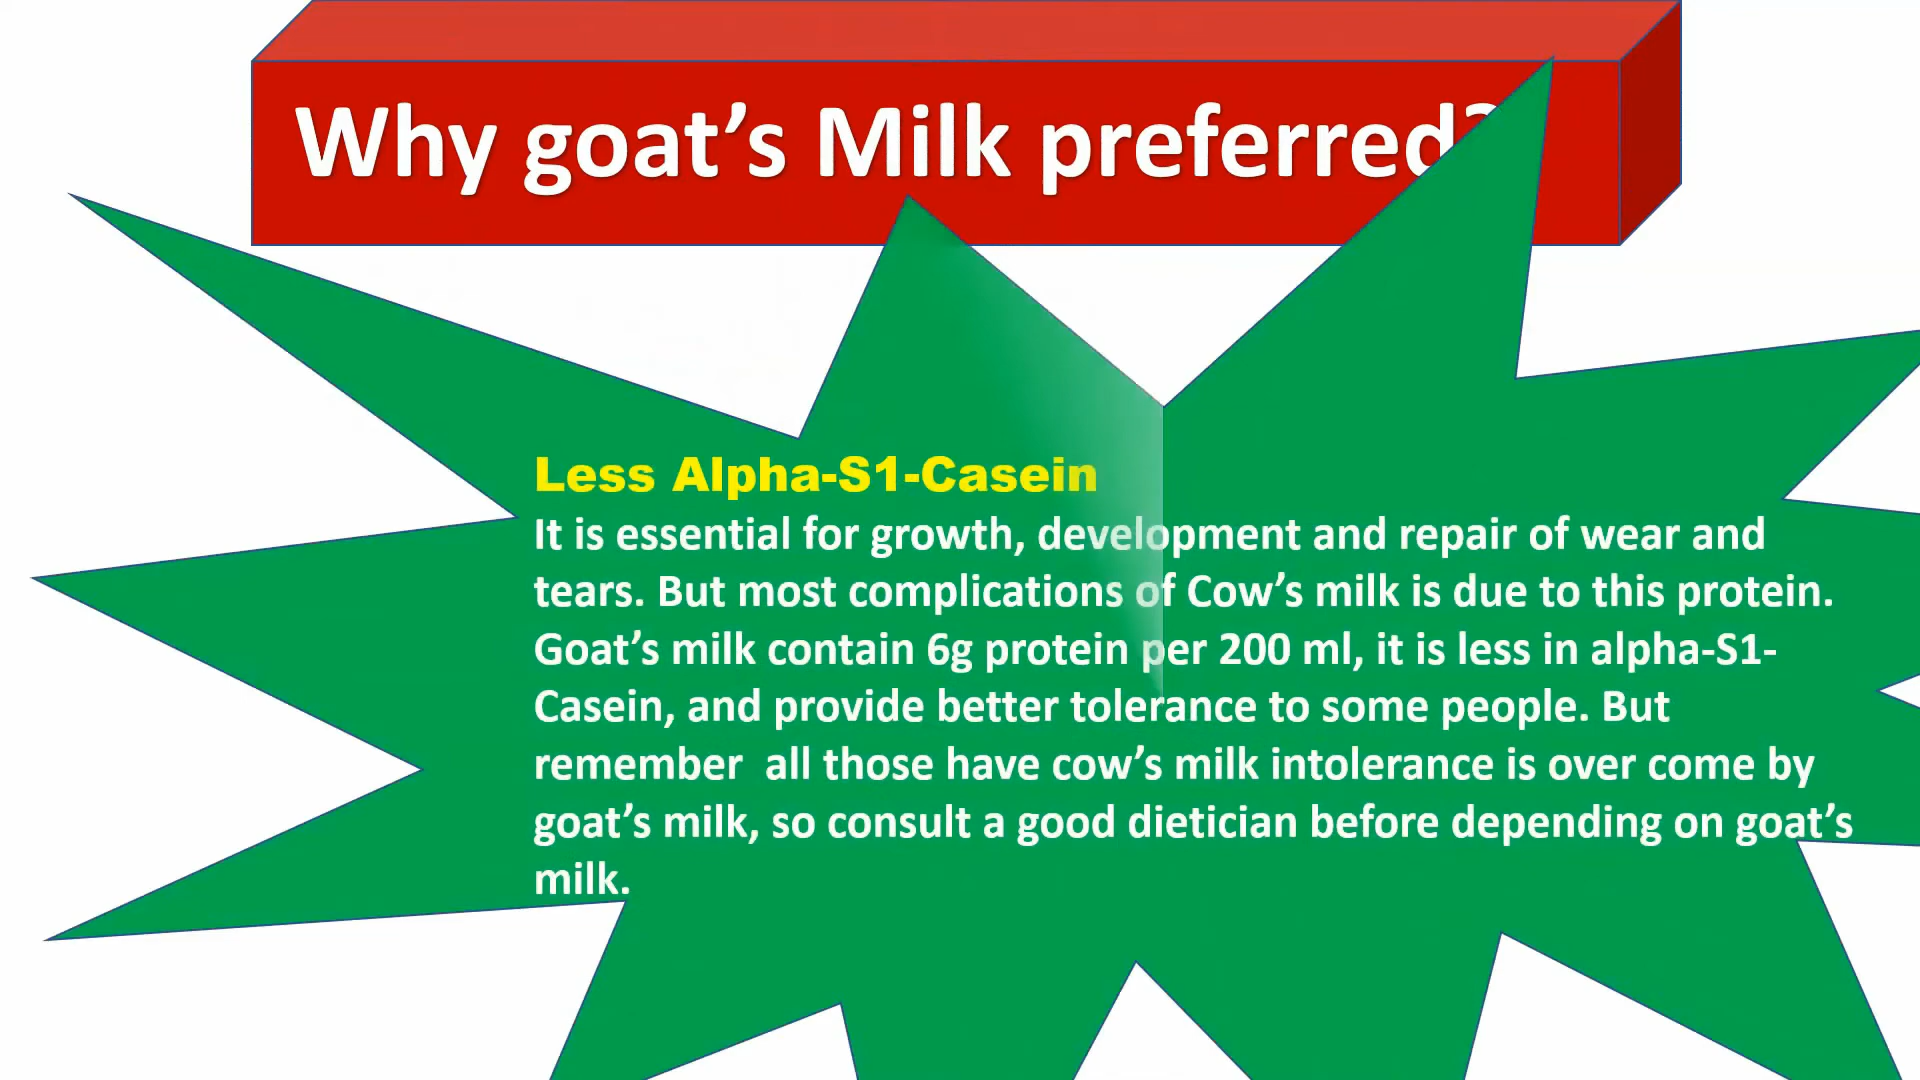 Why goat’s Milk preferred?
Less Alpha-S1-Casein
It is essential for growth, development and repair of wear and
tears. But most complications of Cow’s milk is due to this protein.
Goat’s milk contain 6g protein per 200 ml, it is less in alpha-S1-
Casein, and provide better tolerance to some people. But
remember  all those have cow’s milk intolerance is over come by
goat’s milk, so consult a good dietician before depending on goat’s
milk.